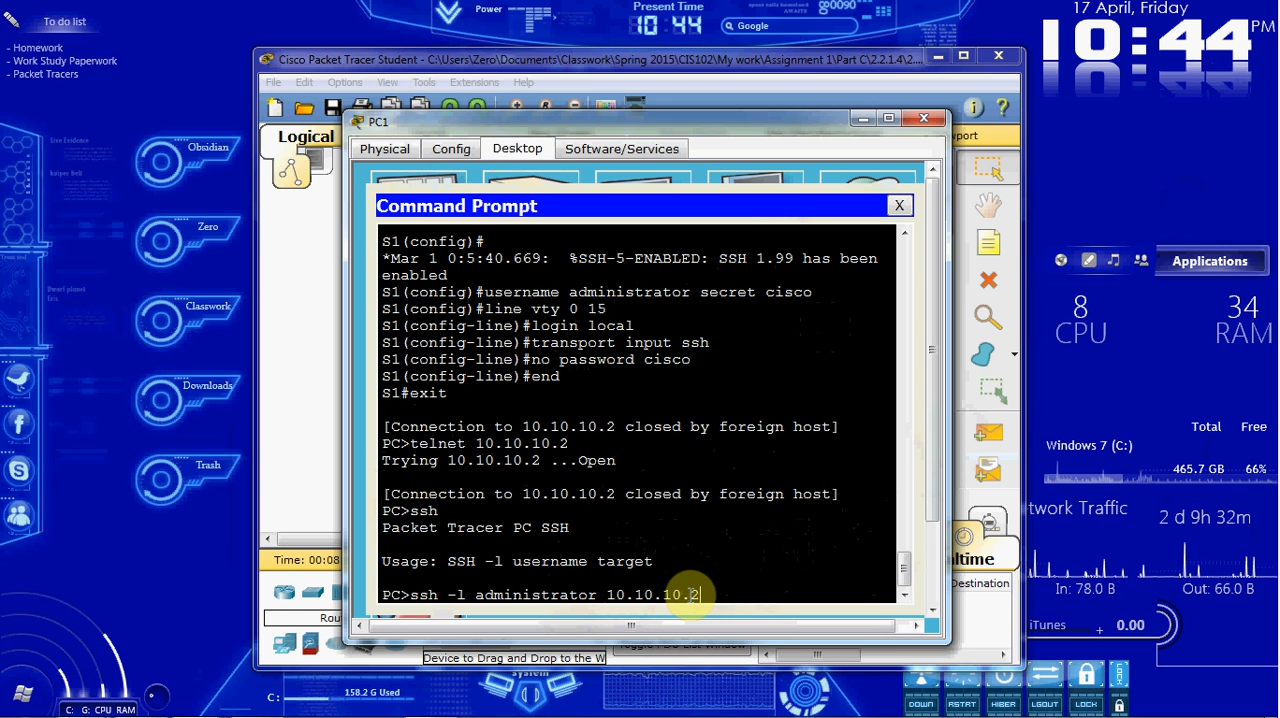 To do list
- Homework
- Work Study Paperwork
- Packet Tracers
Power
Present Time
10:44
Google
17 April, Friday
10:44 PM
Cisco Packet Tracer Student - C:\Users\Zero\Documents\Classwork\Spring 2015\CIS102\My work\Assignment 1\Part C\2.2.1.4\2....
File Edit Options View Tools Extensions Help
Logical
PC1
Physical Config Desktop Software/Services
Command Prompt
X
S1(config)#
*Mar 1 0:5:40.669: %SSH-5-ENABLED: SSH 1.99 has been
enabled
S1(config)#username administrator secret cisco
S1(config)#line vty 0 15
S1(config-line)#login local
S1(config-line)#transport input ssh
S1(config-line)#no password cisco
S1(config-line)#end
S1#exit
[Connection to 10.10.10.2 closed by foreign host]
PC>telnet 10.10.10.2
Trying 10.10.10.2 ...Open
[Connection to 10.10.10.2 closed by foreign host]
PC>ssh
Packet Tracer PC SSH
Usage: SSH -l username target
PC>ssh -l administrator 10.10.10.2
Time: 00:08
Device to Drag and Drop to the W
Obsidian
Zero
Classwork
Downloads
Trash
Applications
8 CPU
34 RAM
Total Free
Windows 7 (C:)
465.7 GB 66%
twork Traffic
2 d 9h 32m
In: 78.0 B Out: 66.0 B
iTunes
0.00
ltime
Destination
C: G: CPU RAM
C:
158.2 G Used
system
DOWN RSTRT HIBER LGOUT LOCK